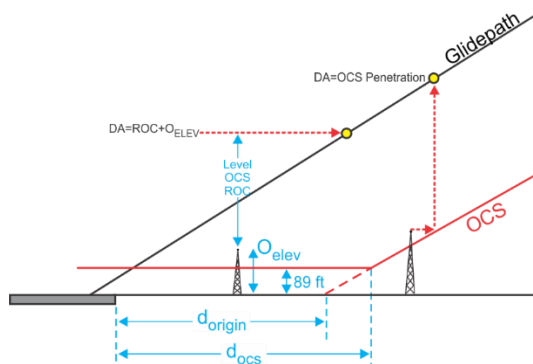 Glidepath
DA=OCS Penetration
DA=ROC+OELEV
Level
OCS
ROC
OCS
Oelev
89 ft
dorigin
docs